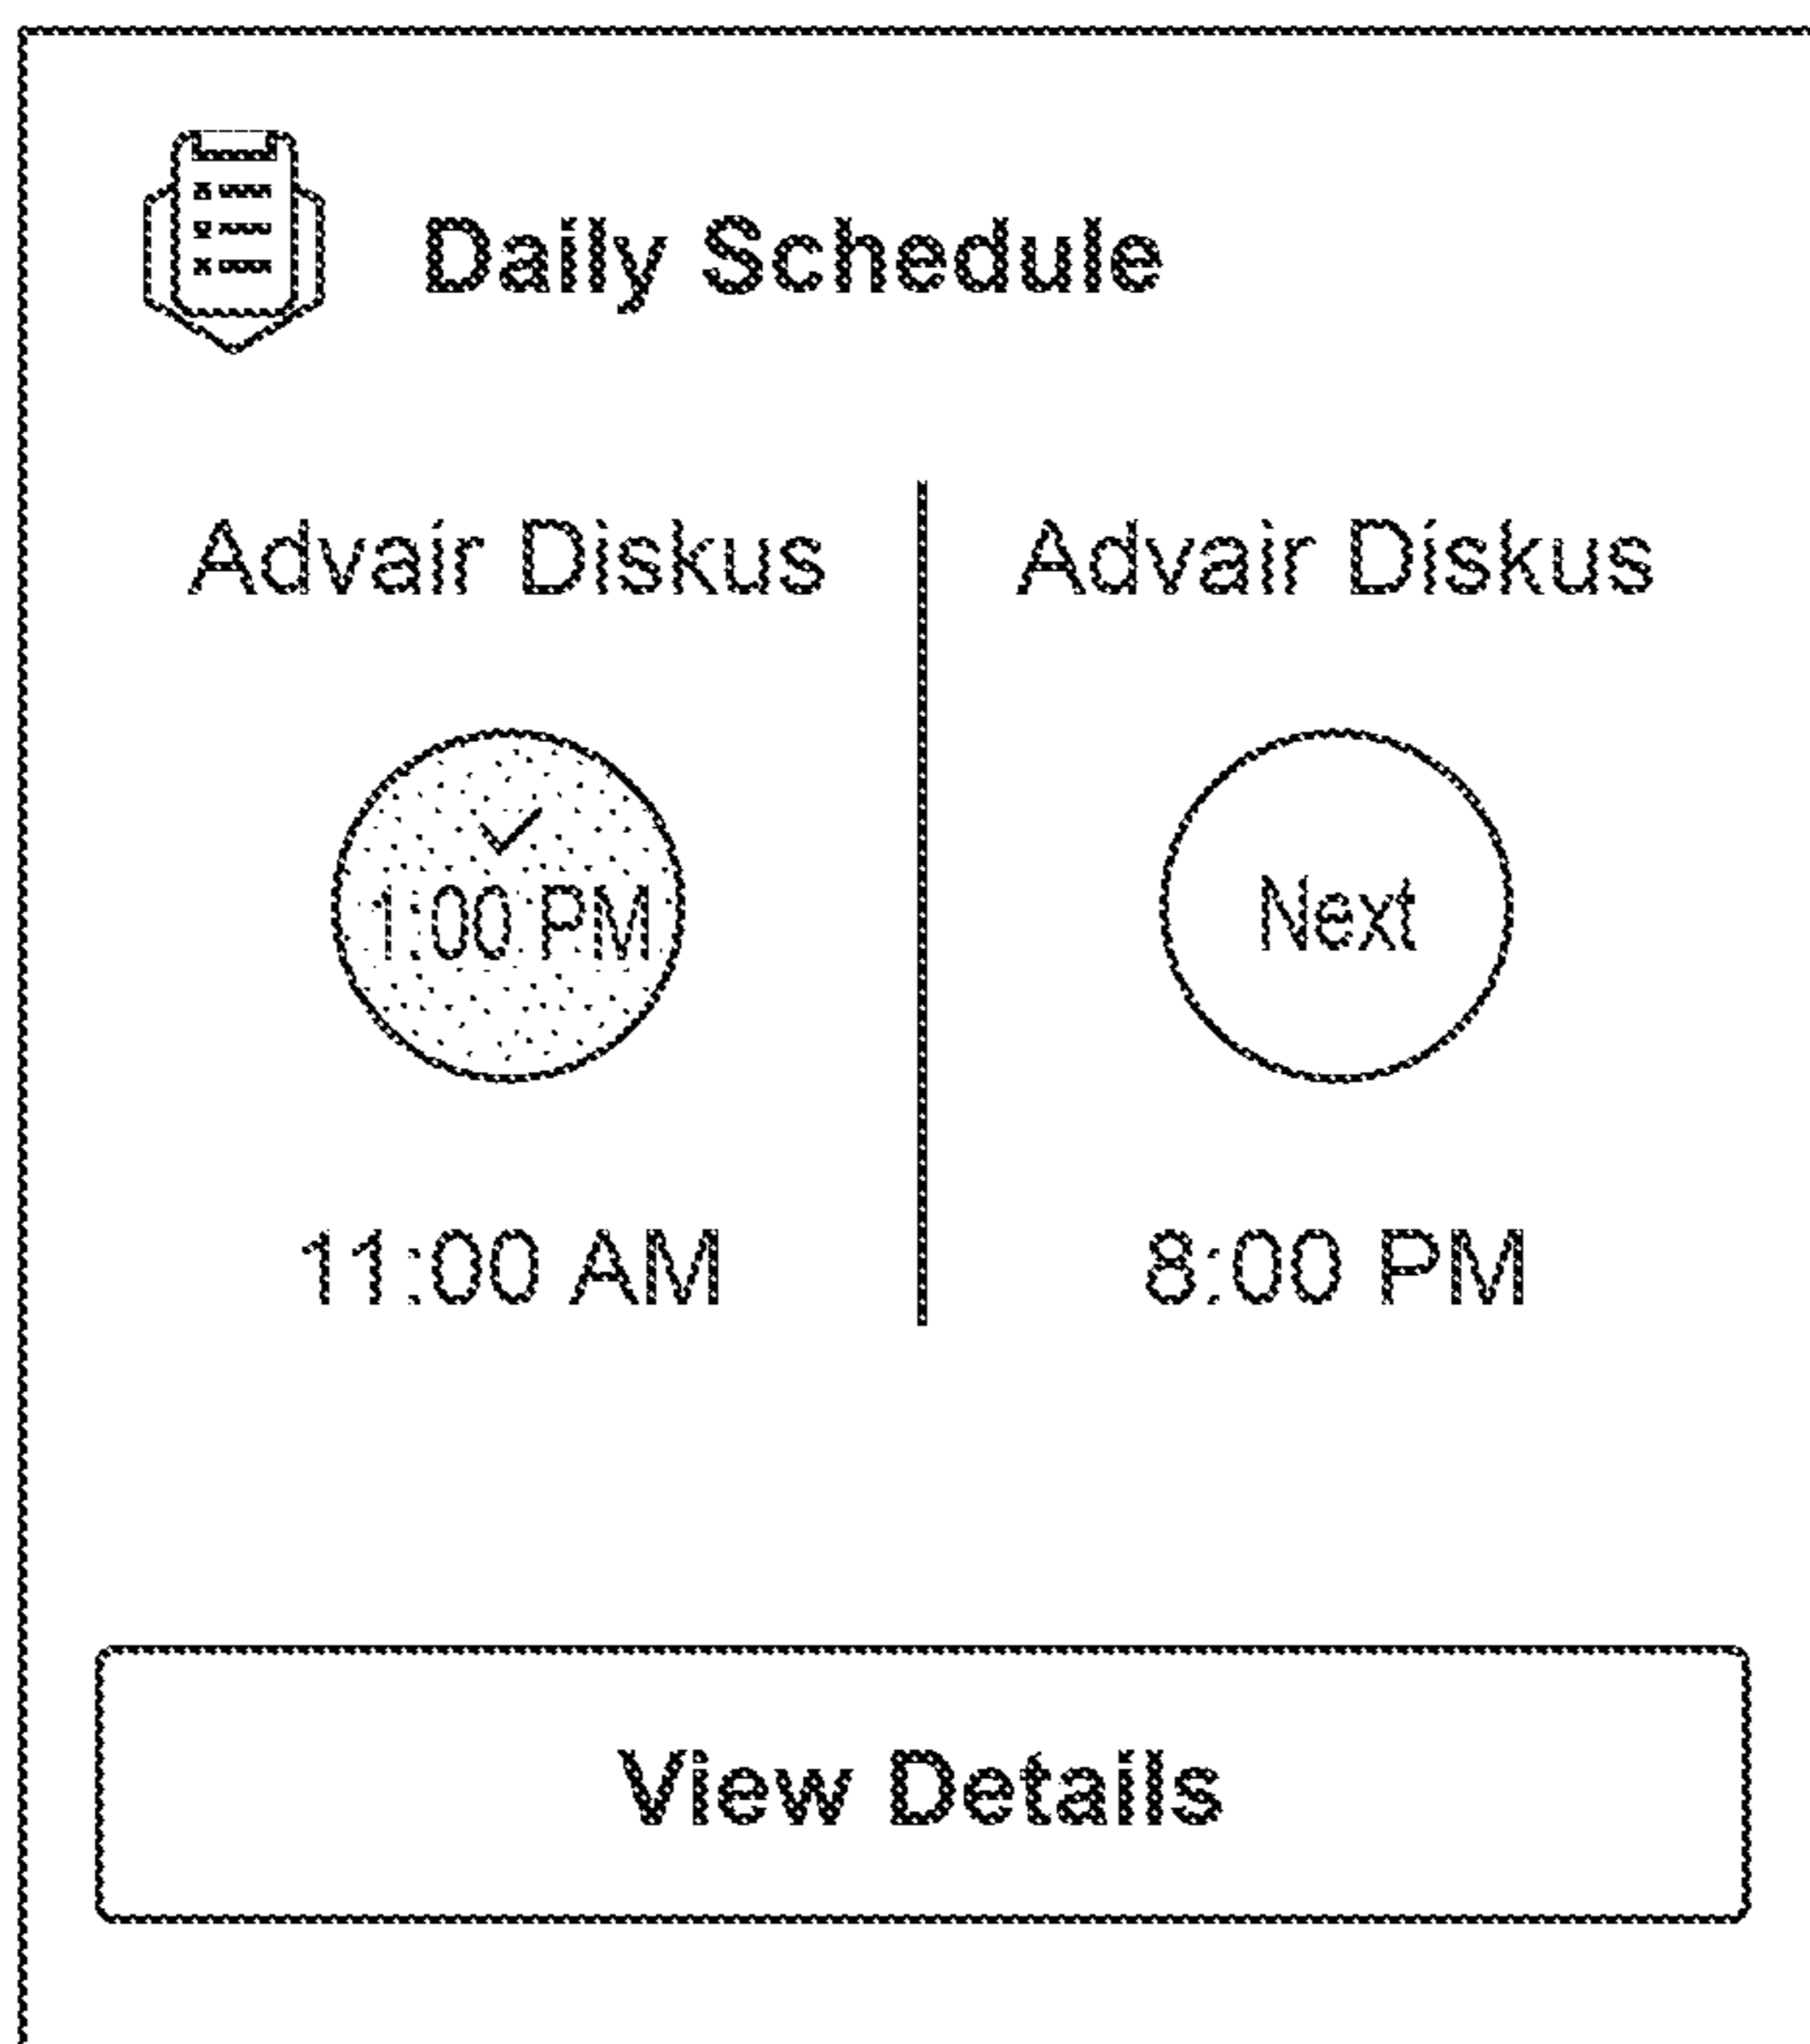 Daily Schedule
Advair Diskus
Advair Diskus
1:00 PM
Next
11:00 AM
8:00 PM
View Details